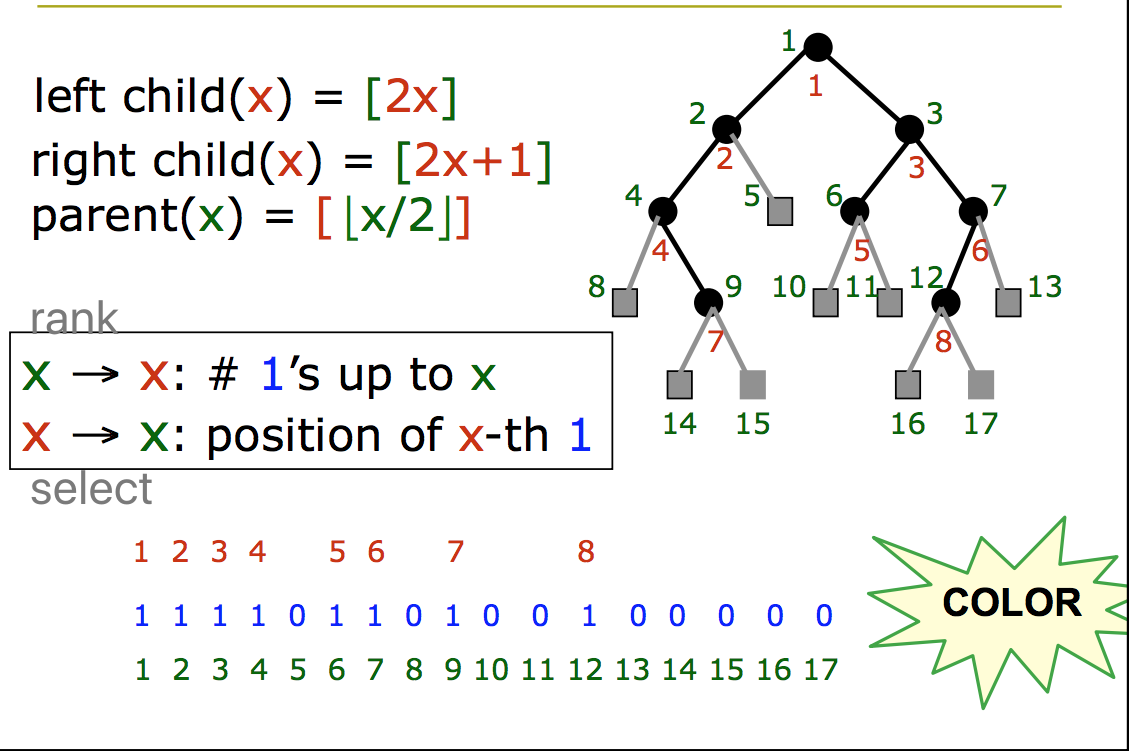 left child(x) = [2x]
right child(x) = [2x+1]
parent(x) = [⌊x/2⌋]
rank
x → x: # 1’s up to x
x → x: position of x-th 1
select
1
1
2 3
2 3
4 5 6 7
4 5 6
8 9 10 11 12 13
7 8
14 15 16 17
1 2 3 4 5 6 7 8
1 1 1 1 0 1 1 0 1 0 0 1 0 0 0 0 0
1 2 3 4 5 6 7 8 9 10 11 12 13 14 15 16 17
COLOR